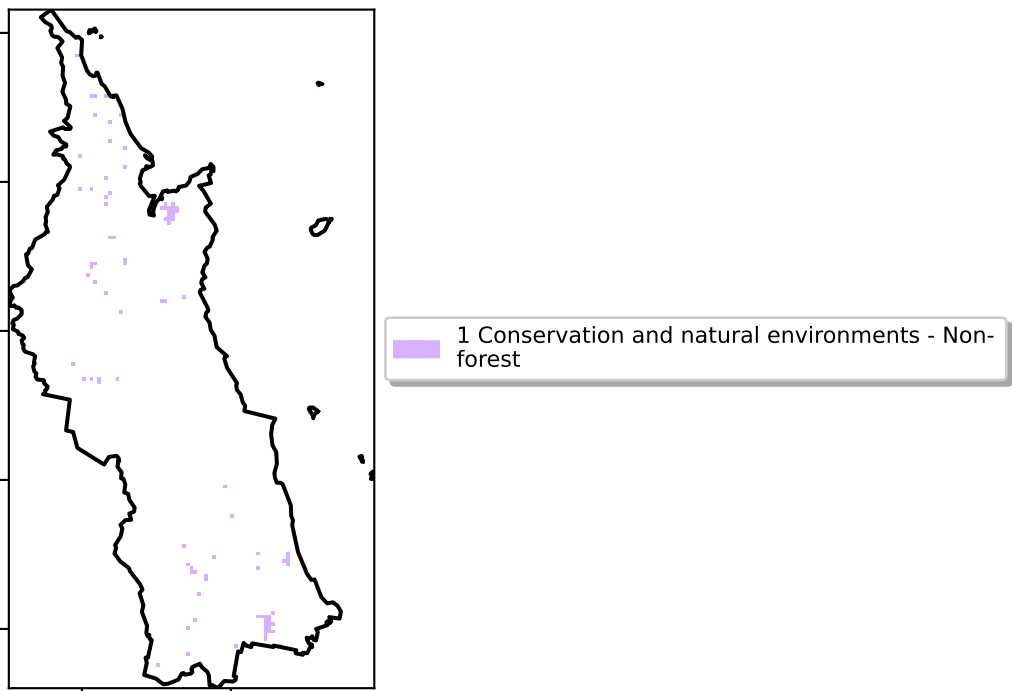 1 Conservation and natural environments - Non-
forest